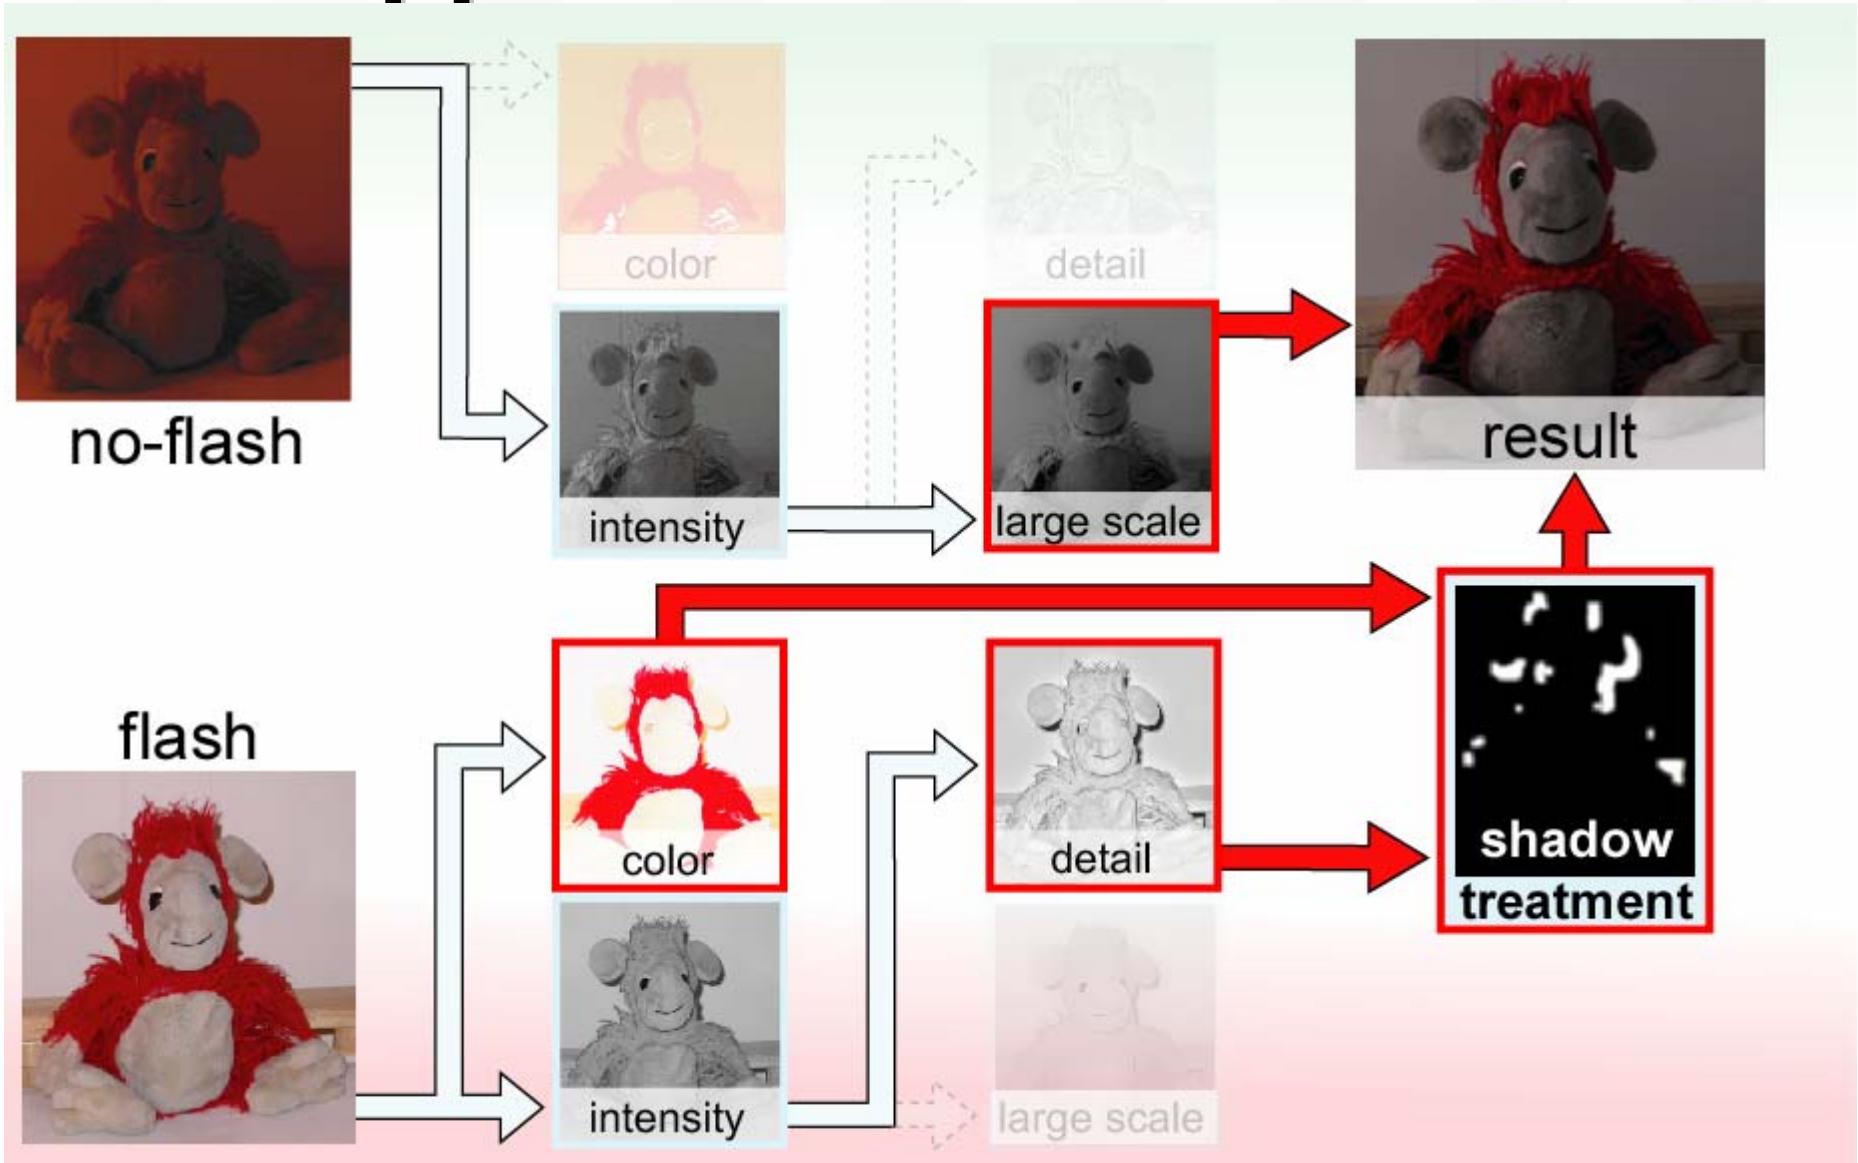 no-flash
color
intensity
detail
large scale
result
flash
color
intensity
detail
large scale
shadow
treatment